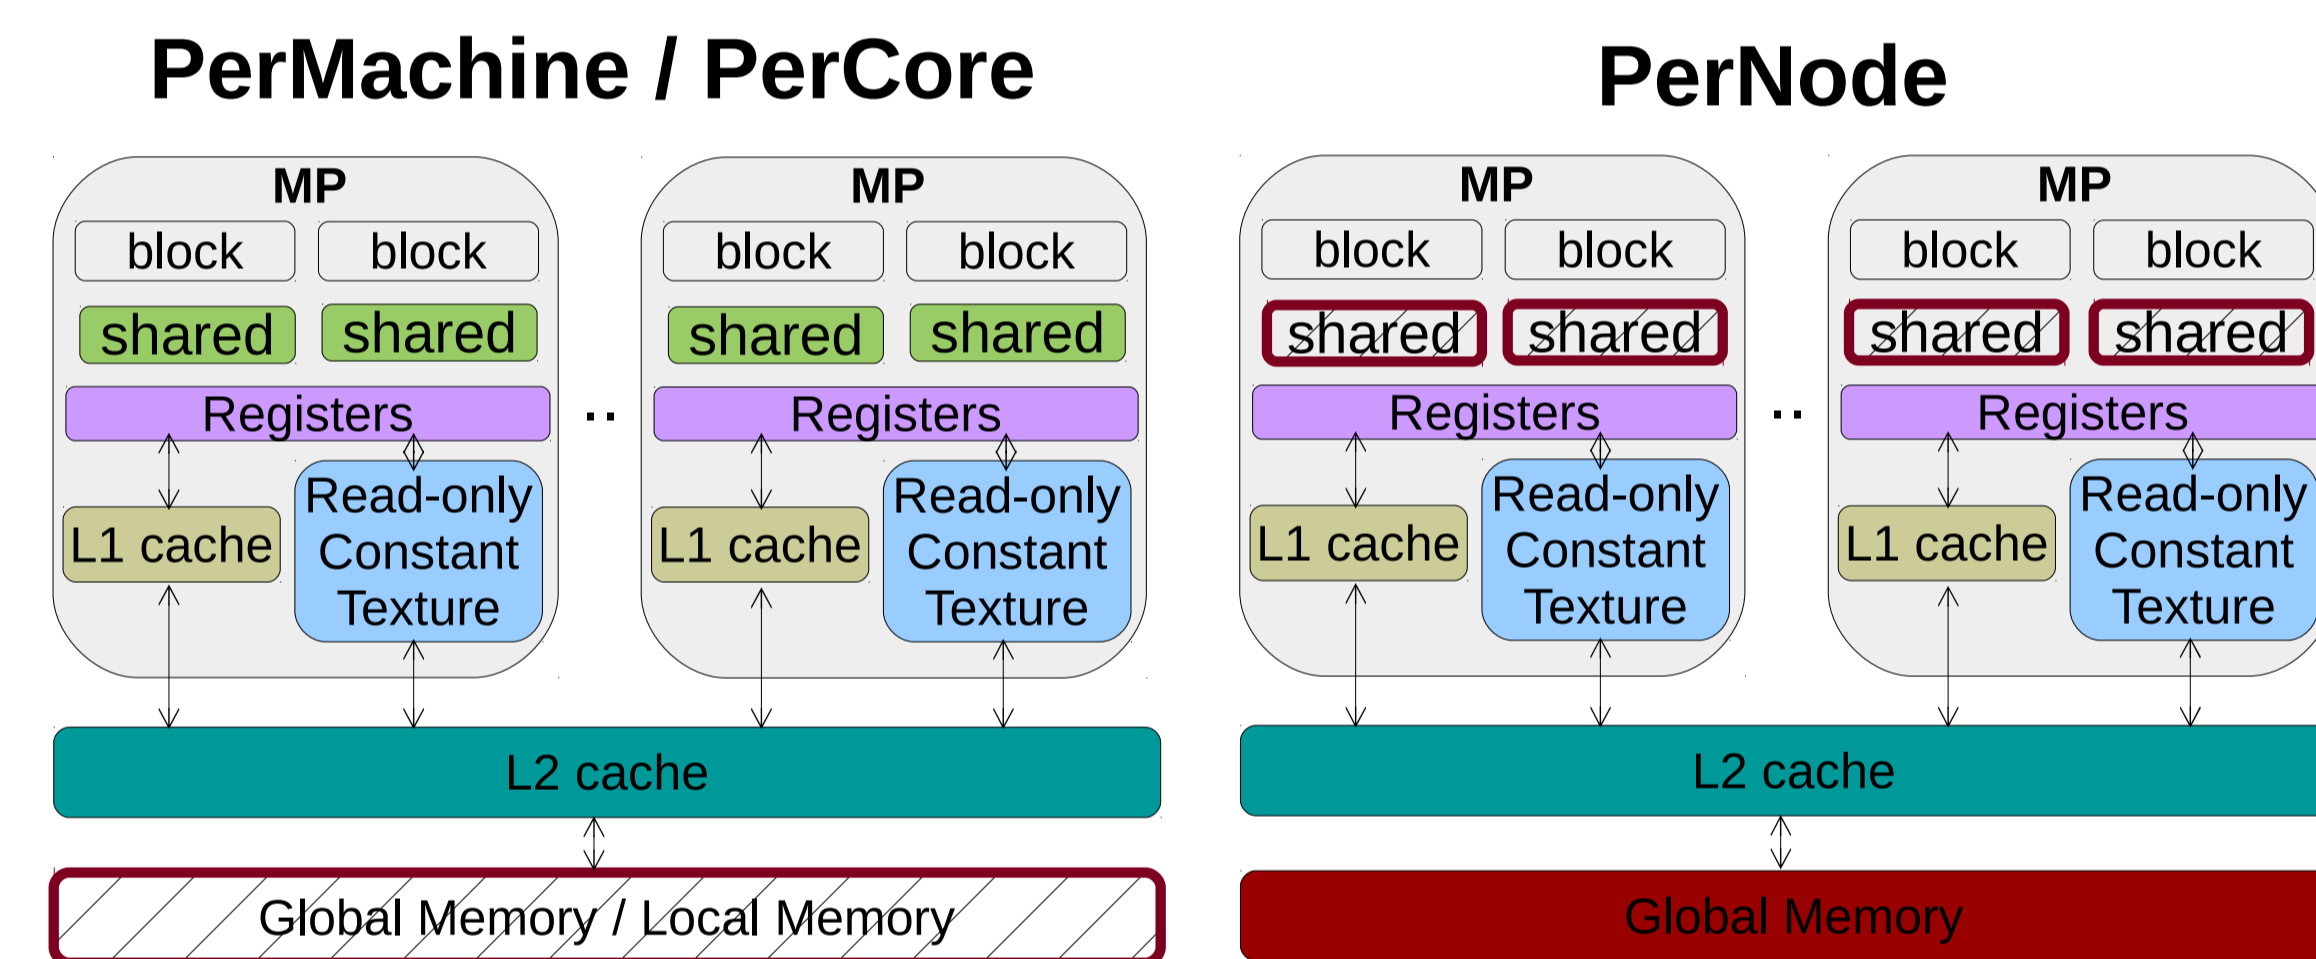 PerMachine / PerCore
MP
block block
shared shared
Registers
L1 cache
Read-only
Constant
Texture
..
MP
block block
shared shared
Registers
L1 cache
Read-only
Constant
Texture
L2 cache
Global Memory / Local Memory
PerNode
MP
block block
shared shared
Registers
L1 cache
Read-only
Constant
Texture
..
MP
block block
shared shared
Registers
L1 cache
Read-only
Constant
Texture
L2 cache
Global Memory